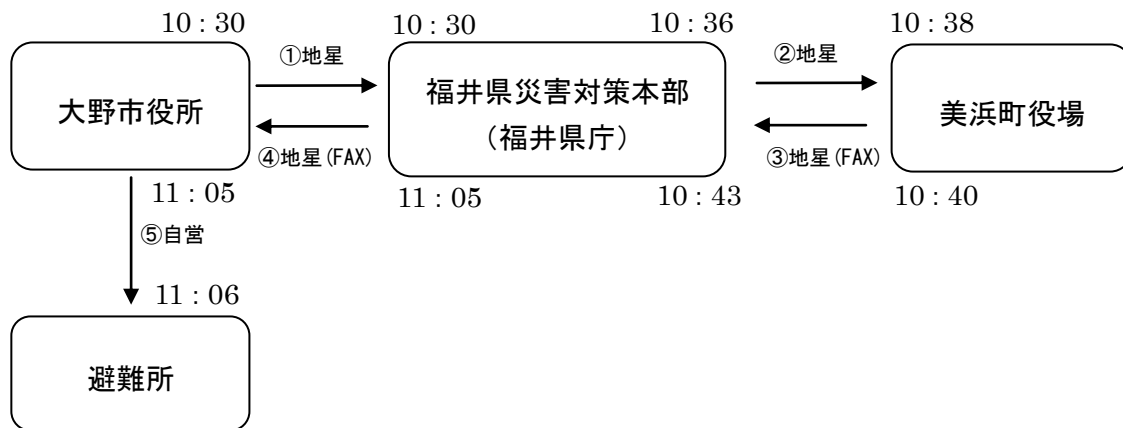 10：30
10：30
10：36
10：38
①地星
②地星
大野市役所
福井県災害対策本部
（福井県庁）
美浜町役場
④地星(FAX)
③地星(FAX)
11：05
11：05
10：43
10：40
⑤自営
11：06
避難所